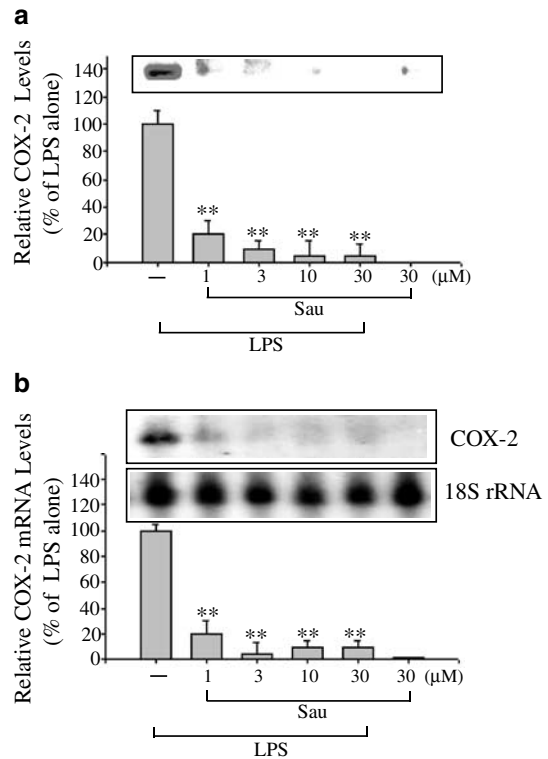 a
Relative COX-2 Levels
(% of LPS alone)
140
120
100
80
60
40
20
0
** ** ** **
— 1 3 10 30 30 (μM)
Sau
LPS
b
Relative COX-2 mRNA Levels
(% of LPS alone)
COX-2
18S rRNA
140
120
100
80
60
40
20
0
** ** ** **
— 1 3 10 30 30 (μM)
Sau
LPS